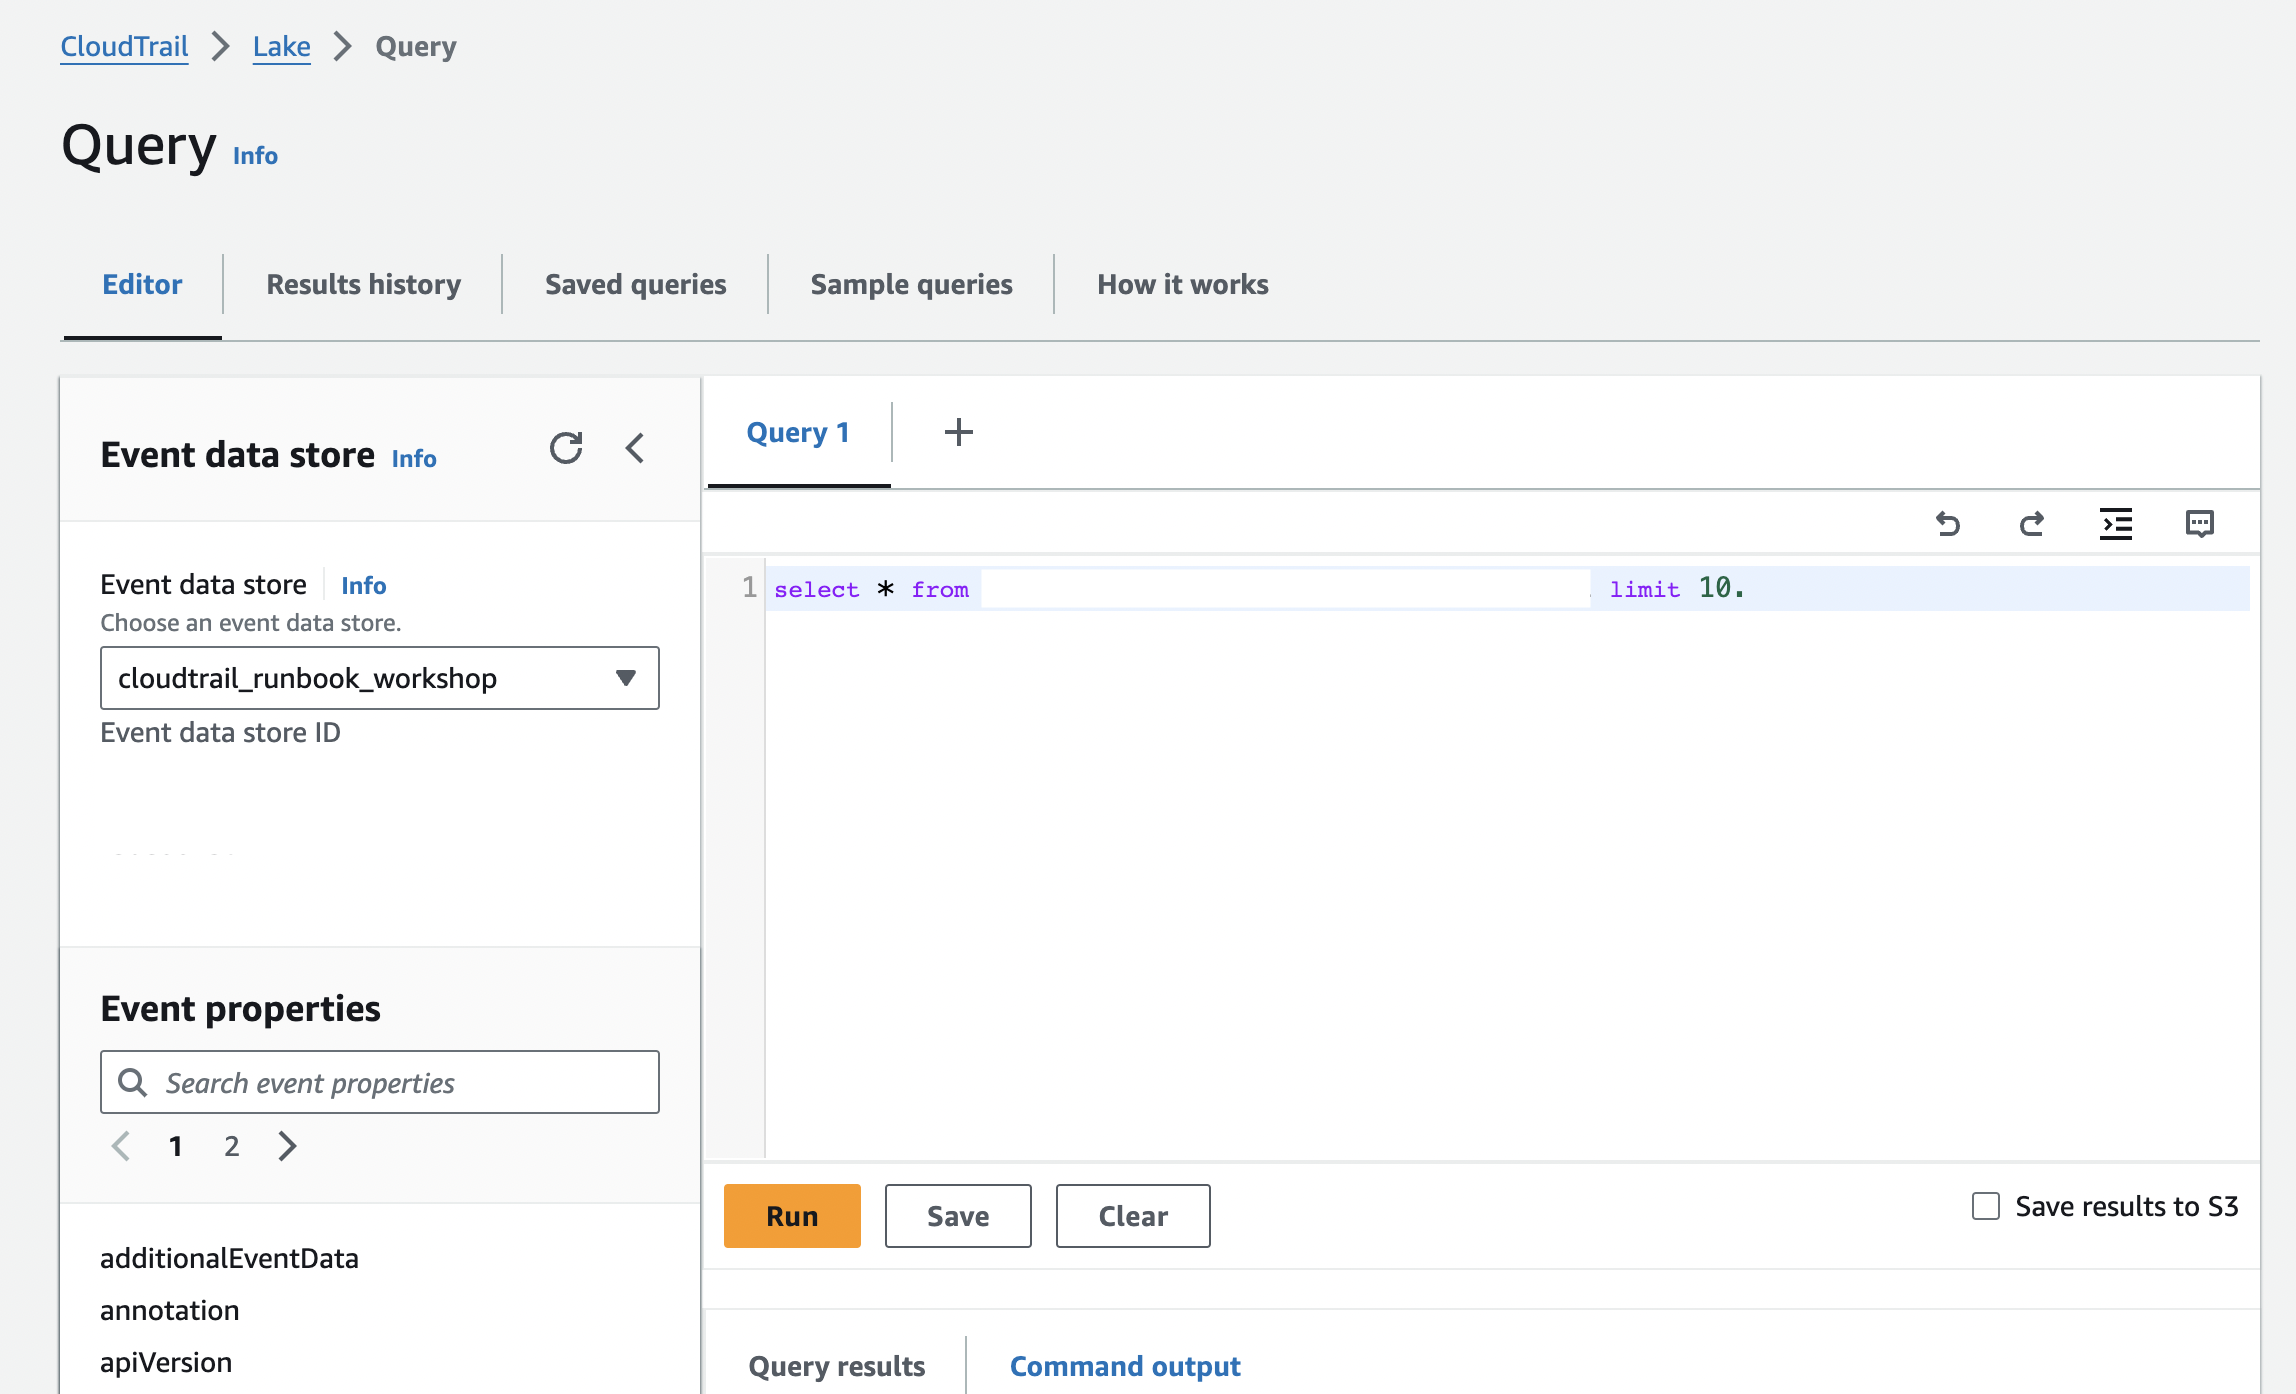 CloudTrail > Lake > Query
Query Info
Editor Results history Saved queries Sample queries How it works
Event data store Info
Event data store Info
Choose an event data store.
cloudtrail_runbook_workshop
Event data store ID
Event properties
Search event properties
1 2
additionalEventData
annotation
apiVersion
Query 1 +
1 select * from limit 10.
Run Save Clear Save results to S3
Query results Command output